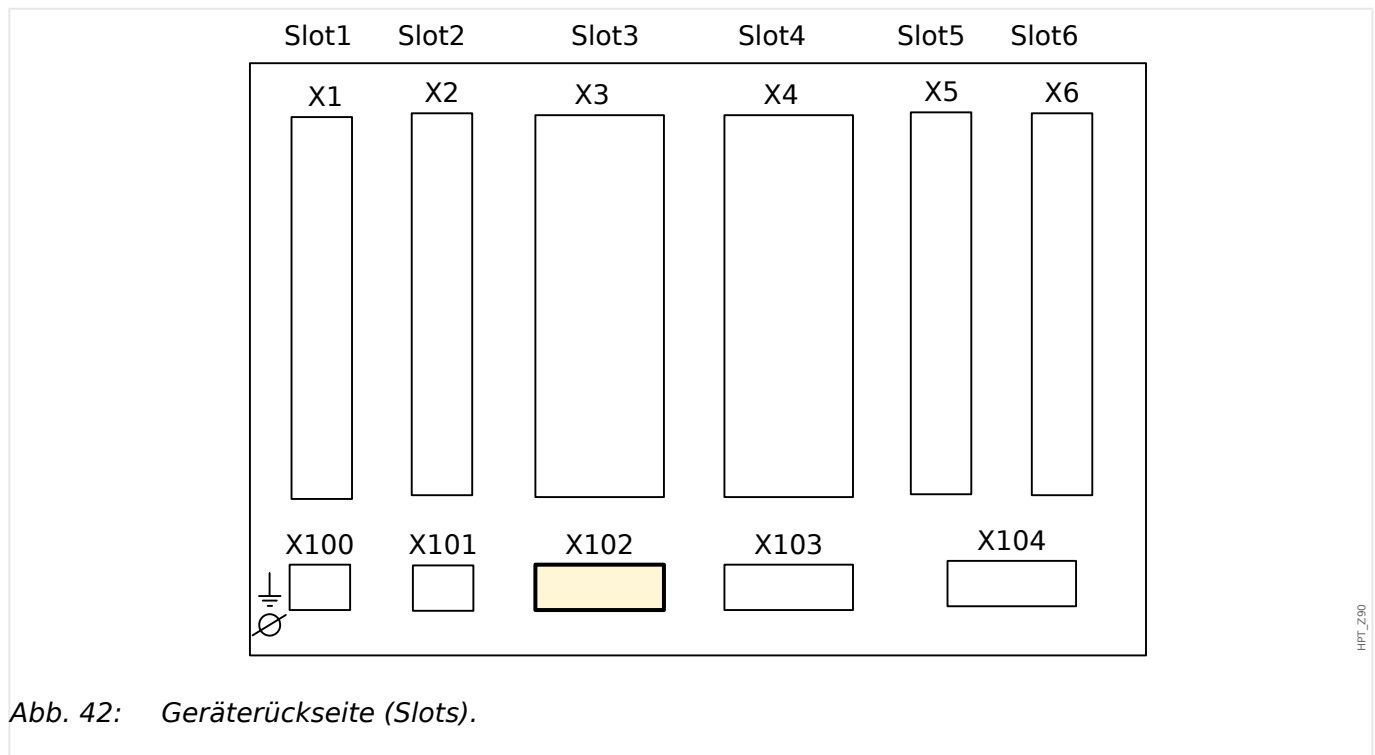 Slot1 Slot2 Slot3 Slot4 Slot5 Slot6
X1 X2 X3 X4 X5 X6
X100 X101 X102 X103 X104
HPT_Z90
Abb. 42: Geräterückseite (Slots).